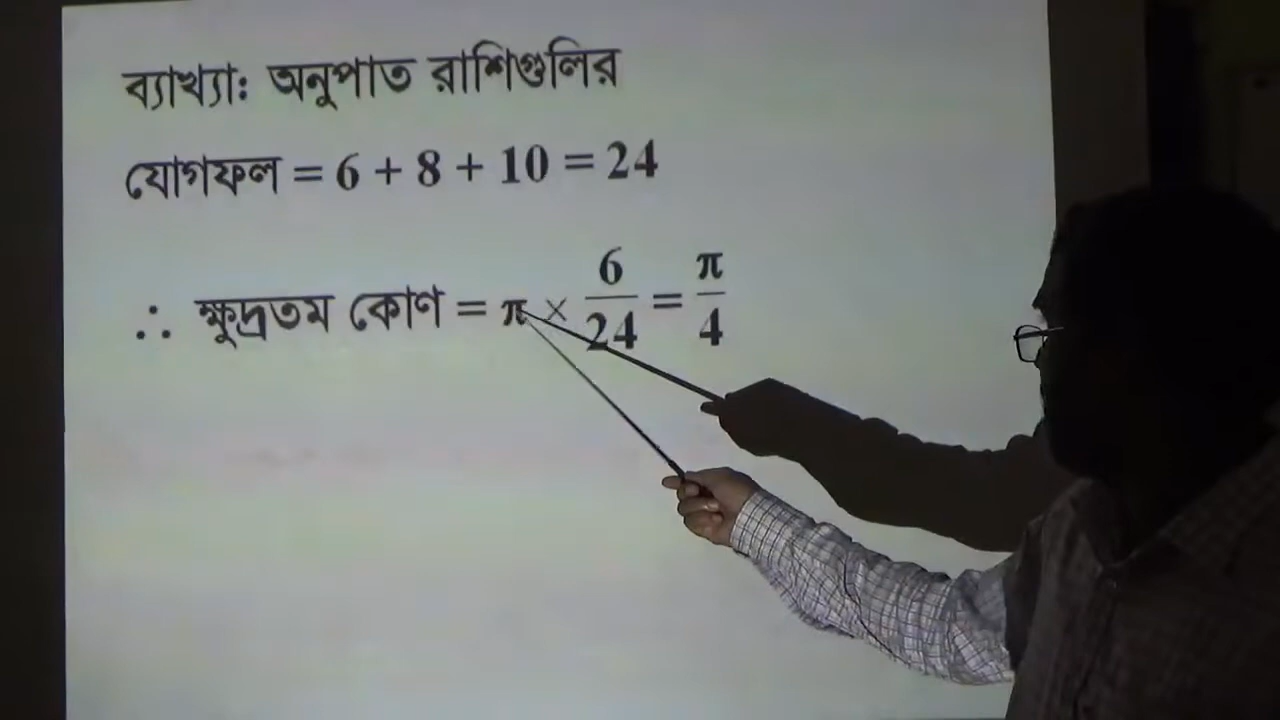 ব্যাখ্যাঃ অনুপাত রাশিগুলির
যোগফল = 6 + 8 + 10 = 24
∴ ক্ষুদ্রতম কোণ = π × 6/24 = π/4